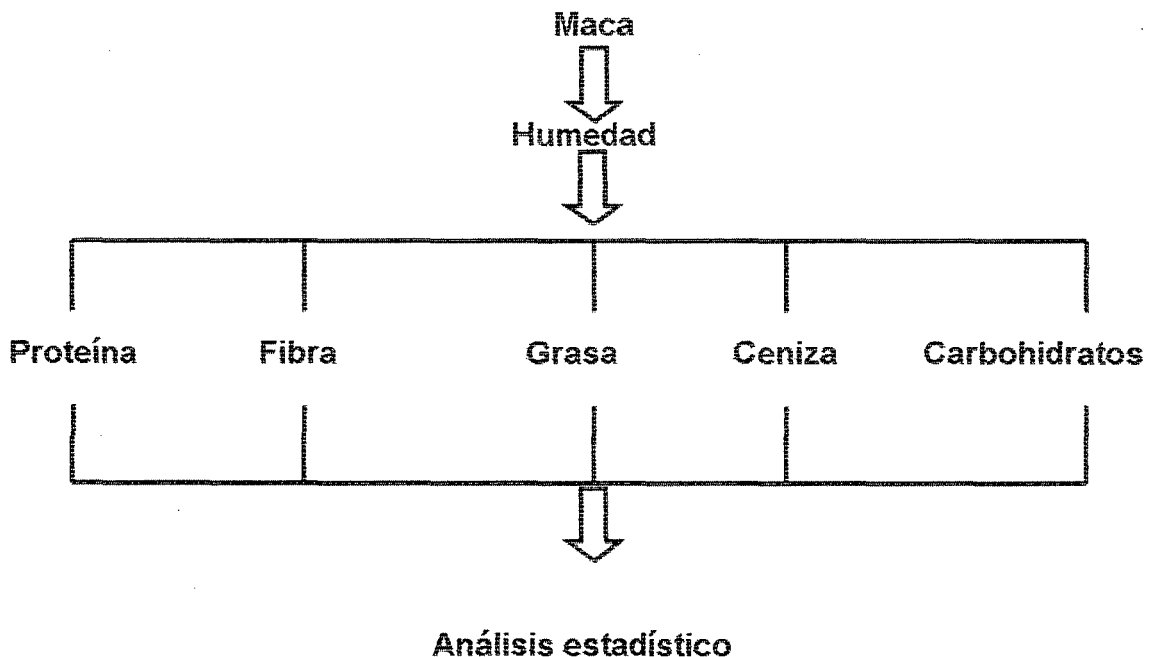 Maca
Humedad
Proteína Fibra Grasa Ceniza Carbohidratos
Análisis estadístico